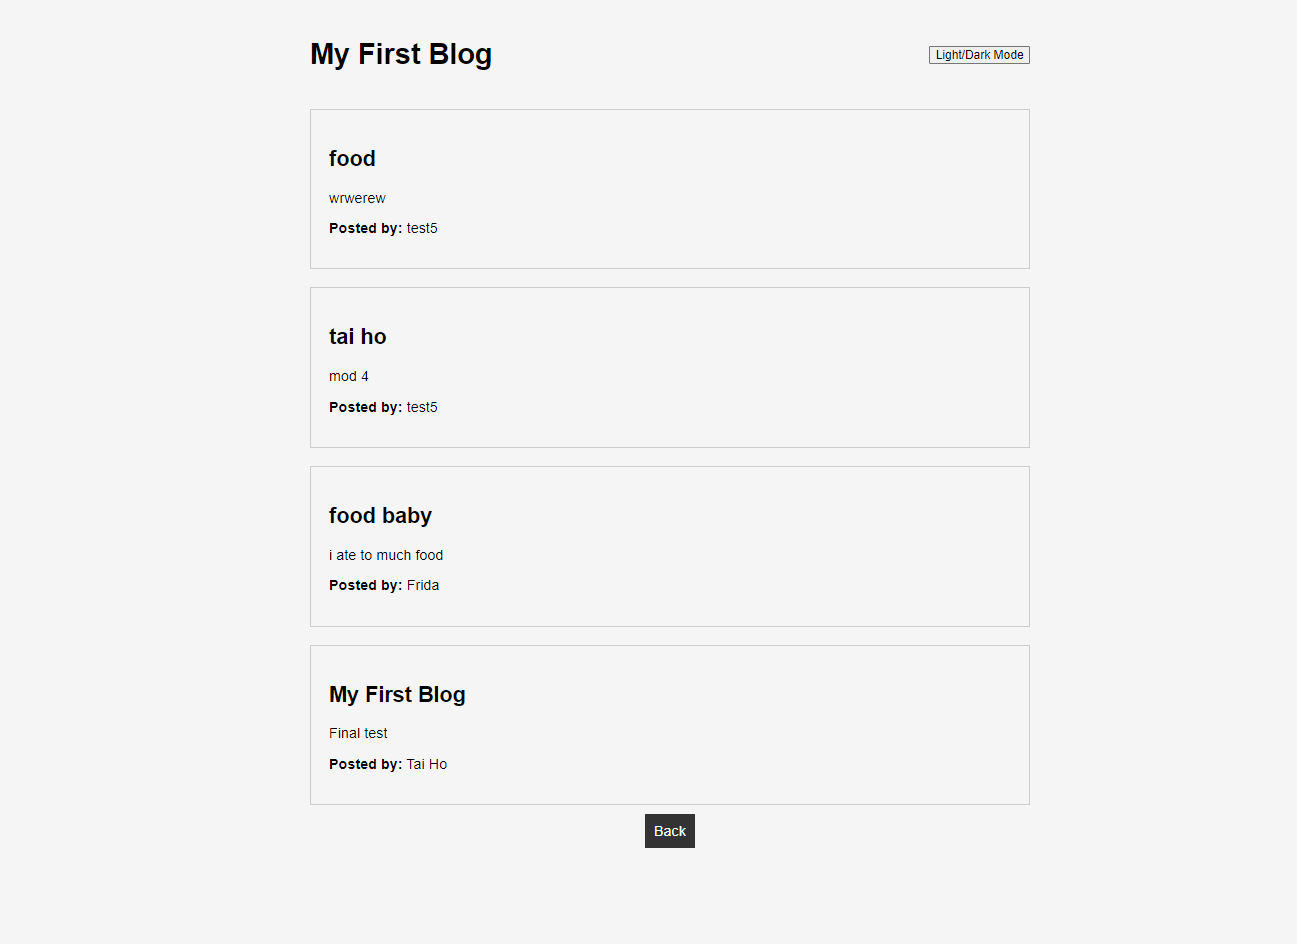 My First Blog
Light/Dark Mode
food
wrwerew
Posted by: test5
tai ho
mod 4
Posted by: test5
food baby
i ate to much food
Posted by: Frida
My First Blog
Final test
Posted by: Tai Ho
Back